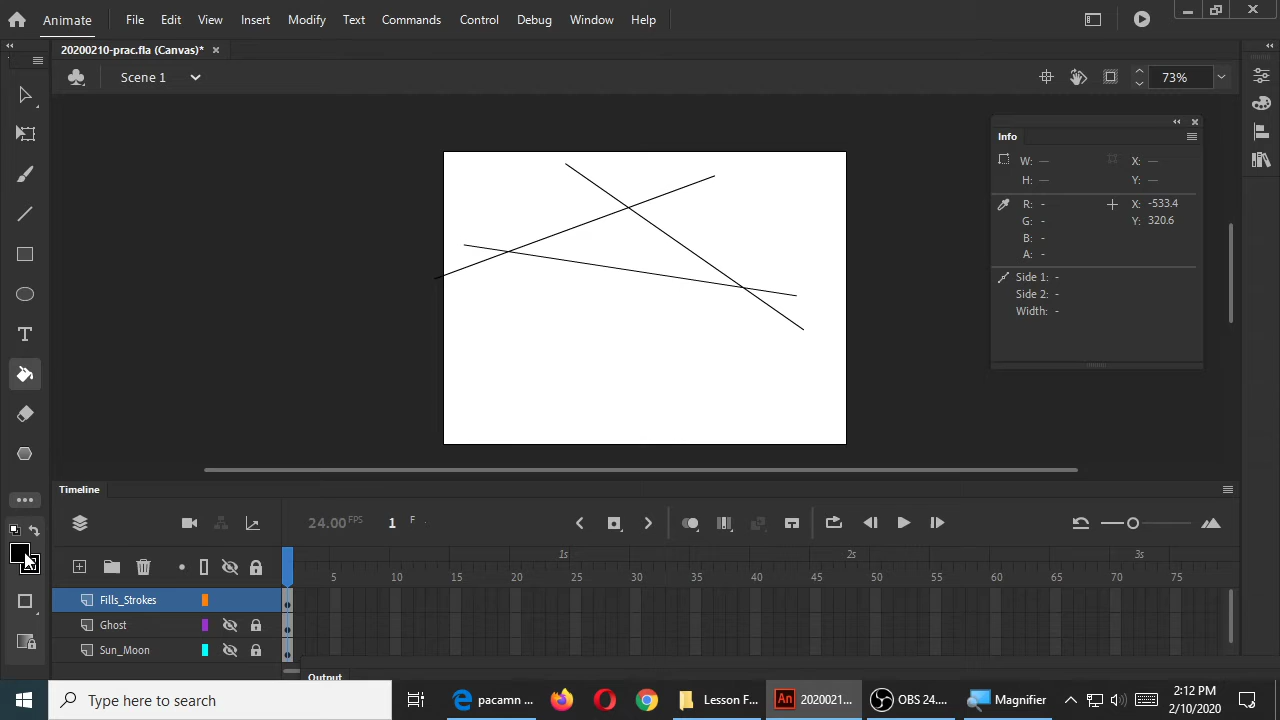 Animate File Edit View Insert Modify Text Commands Control Debug Window Help
20200210-prac.fla (Canvas)*
Scene 1 73%
Info
W: — X: —
H: — Y: —
R: - X: -533.4
G: - Y: 320.6
B: -
A: -
Side 1: -
Side 2: -
Width: -
T
Timeline
24.00 FPS 1 F
1s 2s 3s
5 10 15 20 25 30 35 40 45 50 55 60 65 70 75
Fills_Strokes
Ghost
Sun_Moon
Output
Type here to search pacamn ... Lesson F... An 2020021... OBS 24.... Magnifier 2:12 PM
2/10/2020